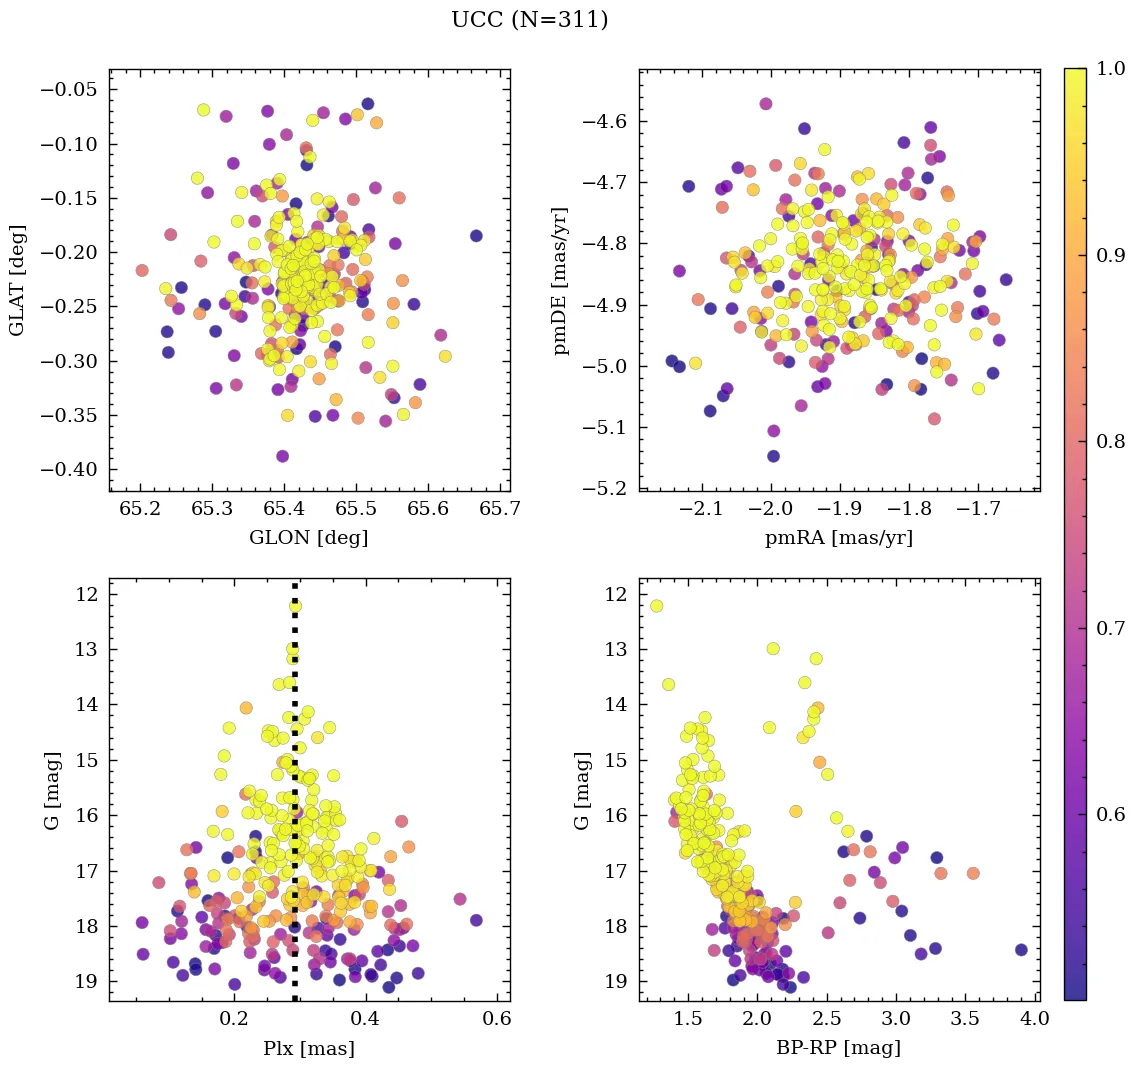 UCC (N=311)
−0.05
−0.10
−0.15
−0.20
−0.25
−0.30
−0.35
−0.40
GLAT [deg]
65.2 65.3 65.4 65.5 65.6 65.7
GLON [deg]
−4.6
−4.7
−4.8
−4.9
−5.0
−5.1
−5.2
pmDE [mas/yr]
−2.1 −2.0 −1.9 −1.8 −1.7
pmRA [mas/yr]
12
13
14
15
16
17
18
19
G [mag]
0.2 0.4 0.6
Plx [mas]
12
13
14
15
16
17
18
19
G [mag]
1.5 2.0 2.5 3.0 3.5 4.0
BP-RP [mag]
1.0
0.9
0.8
0.7
0.6